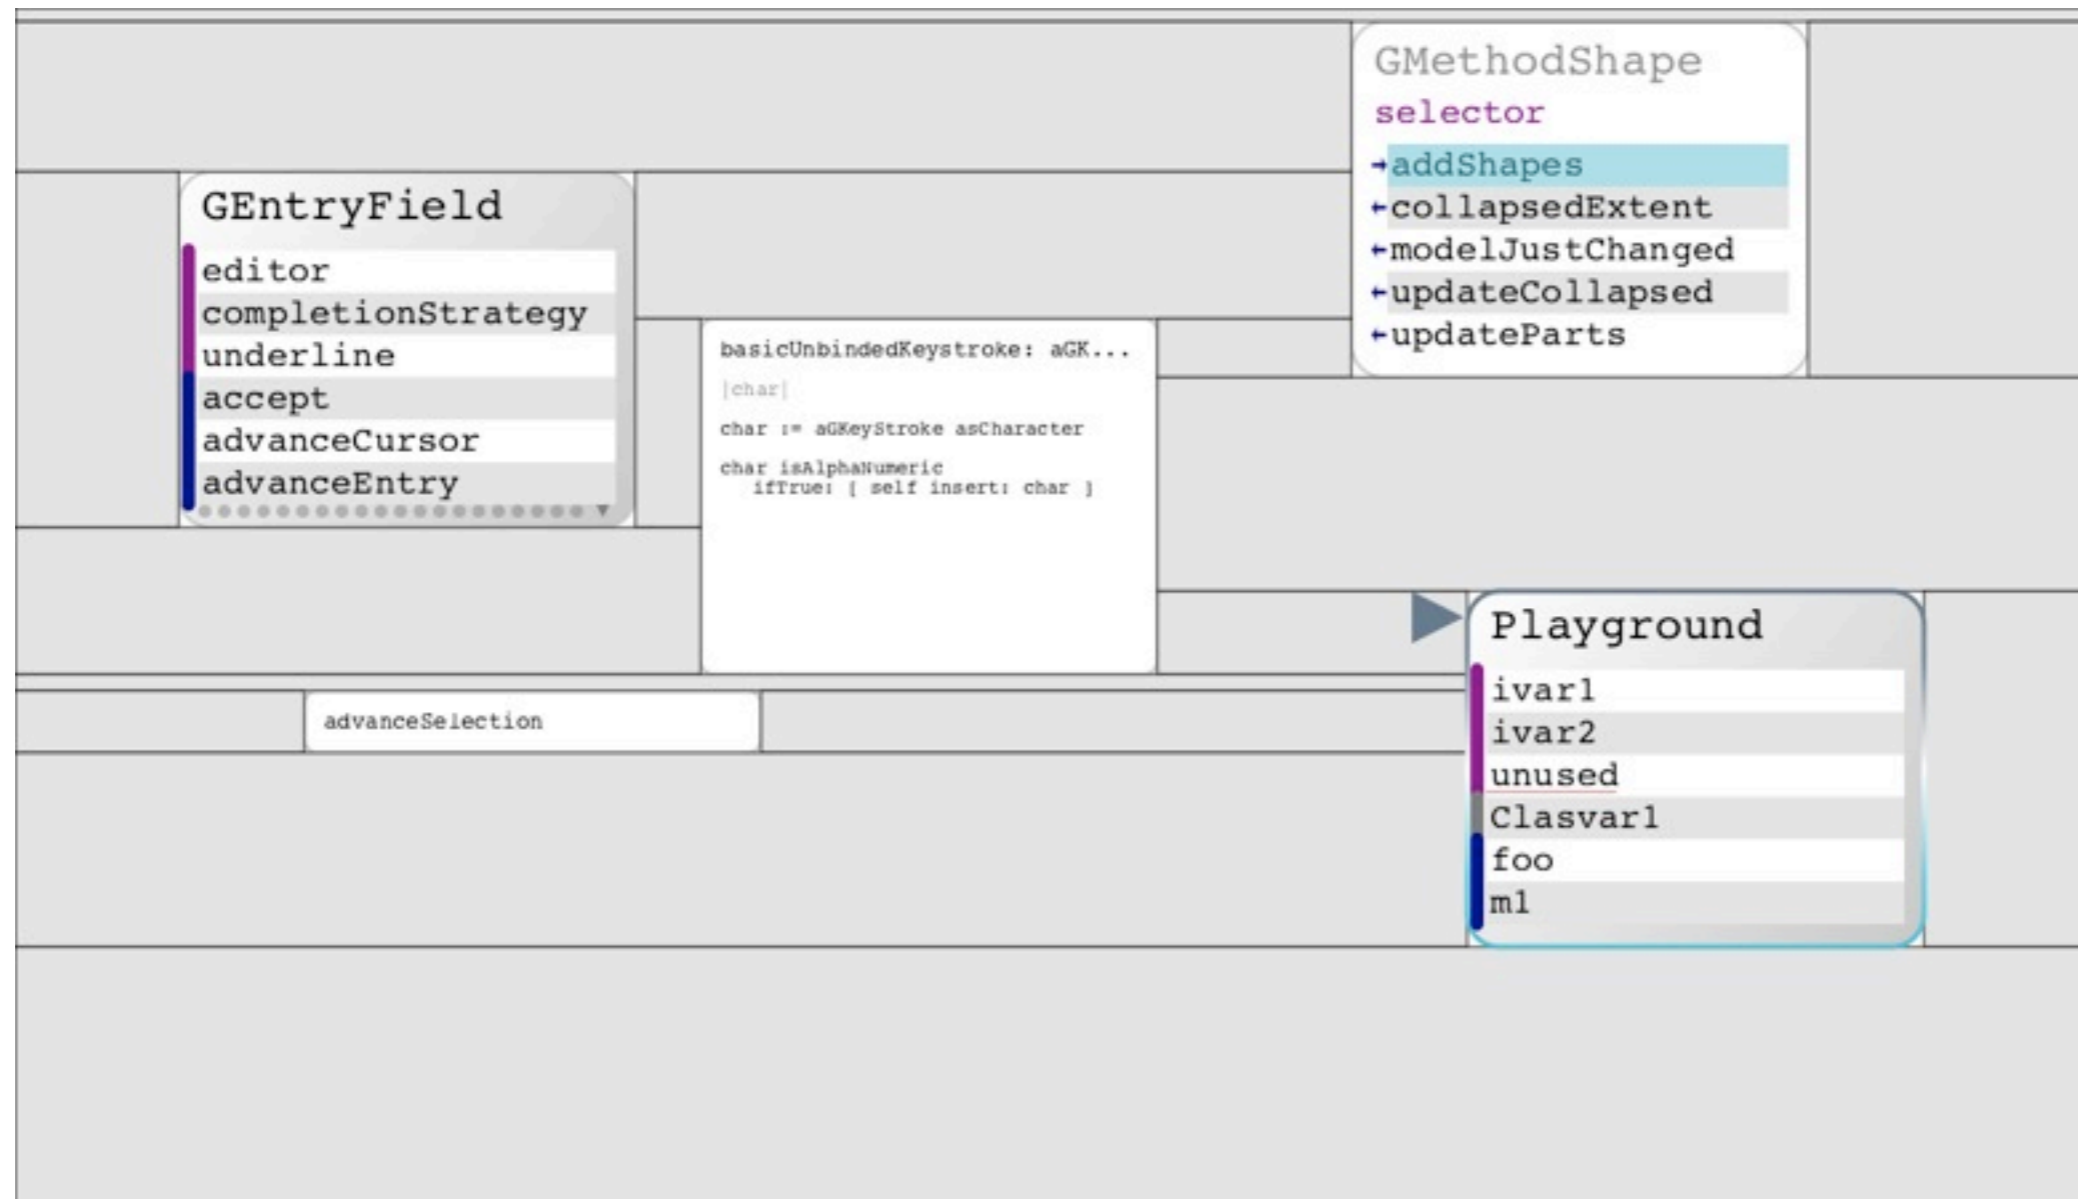 GMethodShape
selector
→addShapes
←collapsedExtent
←modelJustChanged
←updateCollapsed
←updateParts
GEntryField
editor
completionStrategy
underline
accept
advanceCursor
advanceEntry
basicUnbindedKeystroke: aGK...
|char|
char := aGKeyStroke asCharacter
char isAlphaNumeric
ifTrue: [ self insert: char ]
advanceSelection
Playground
ivar1
ivar2
unused
Clasvar1
foo
m1